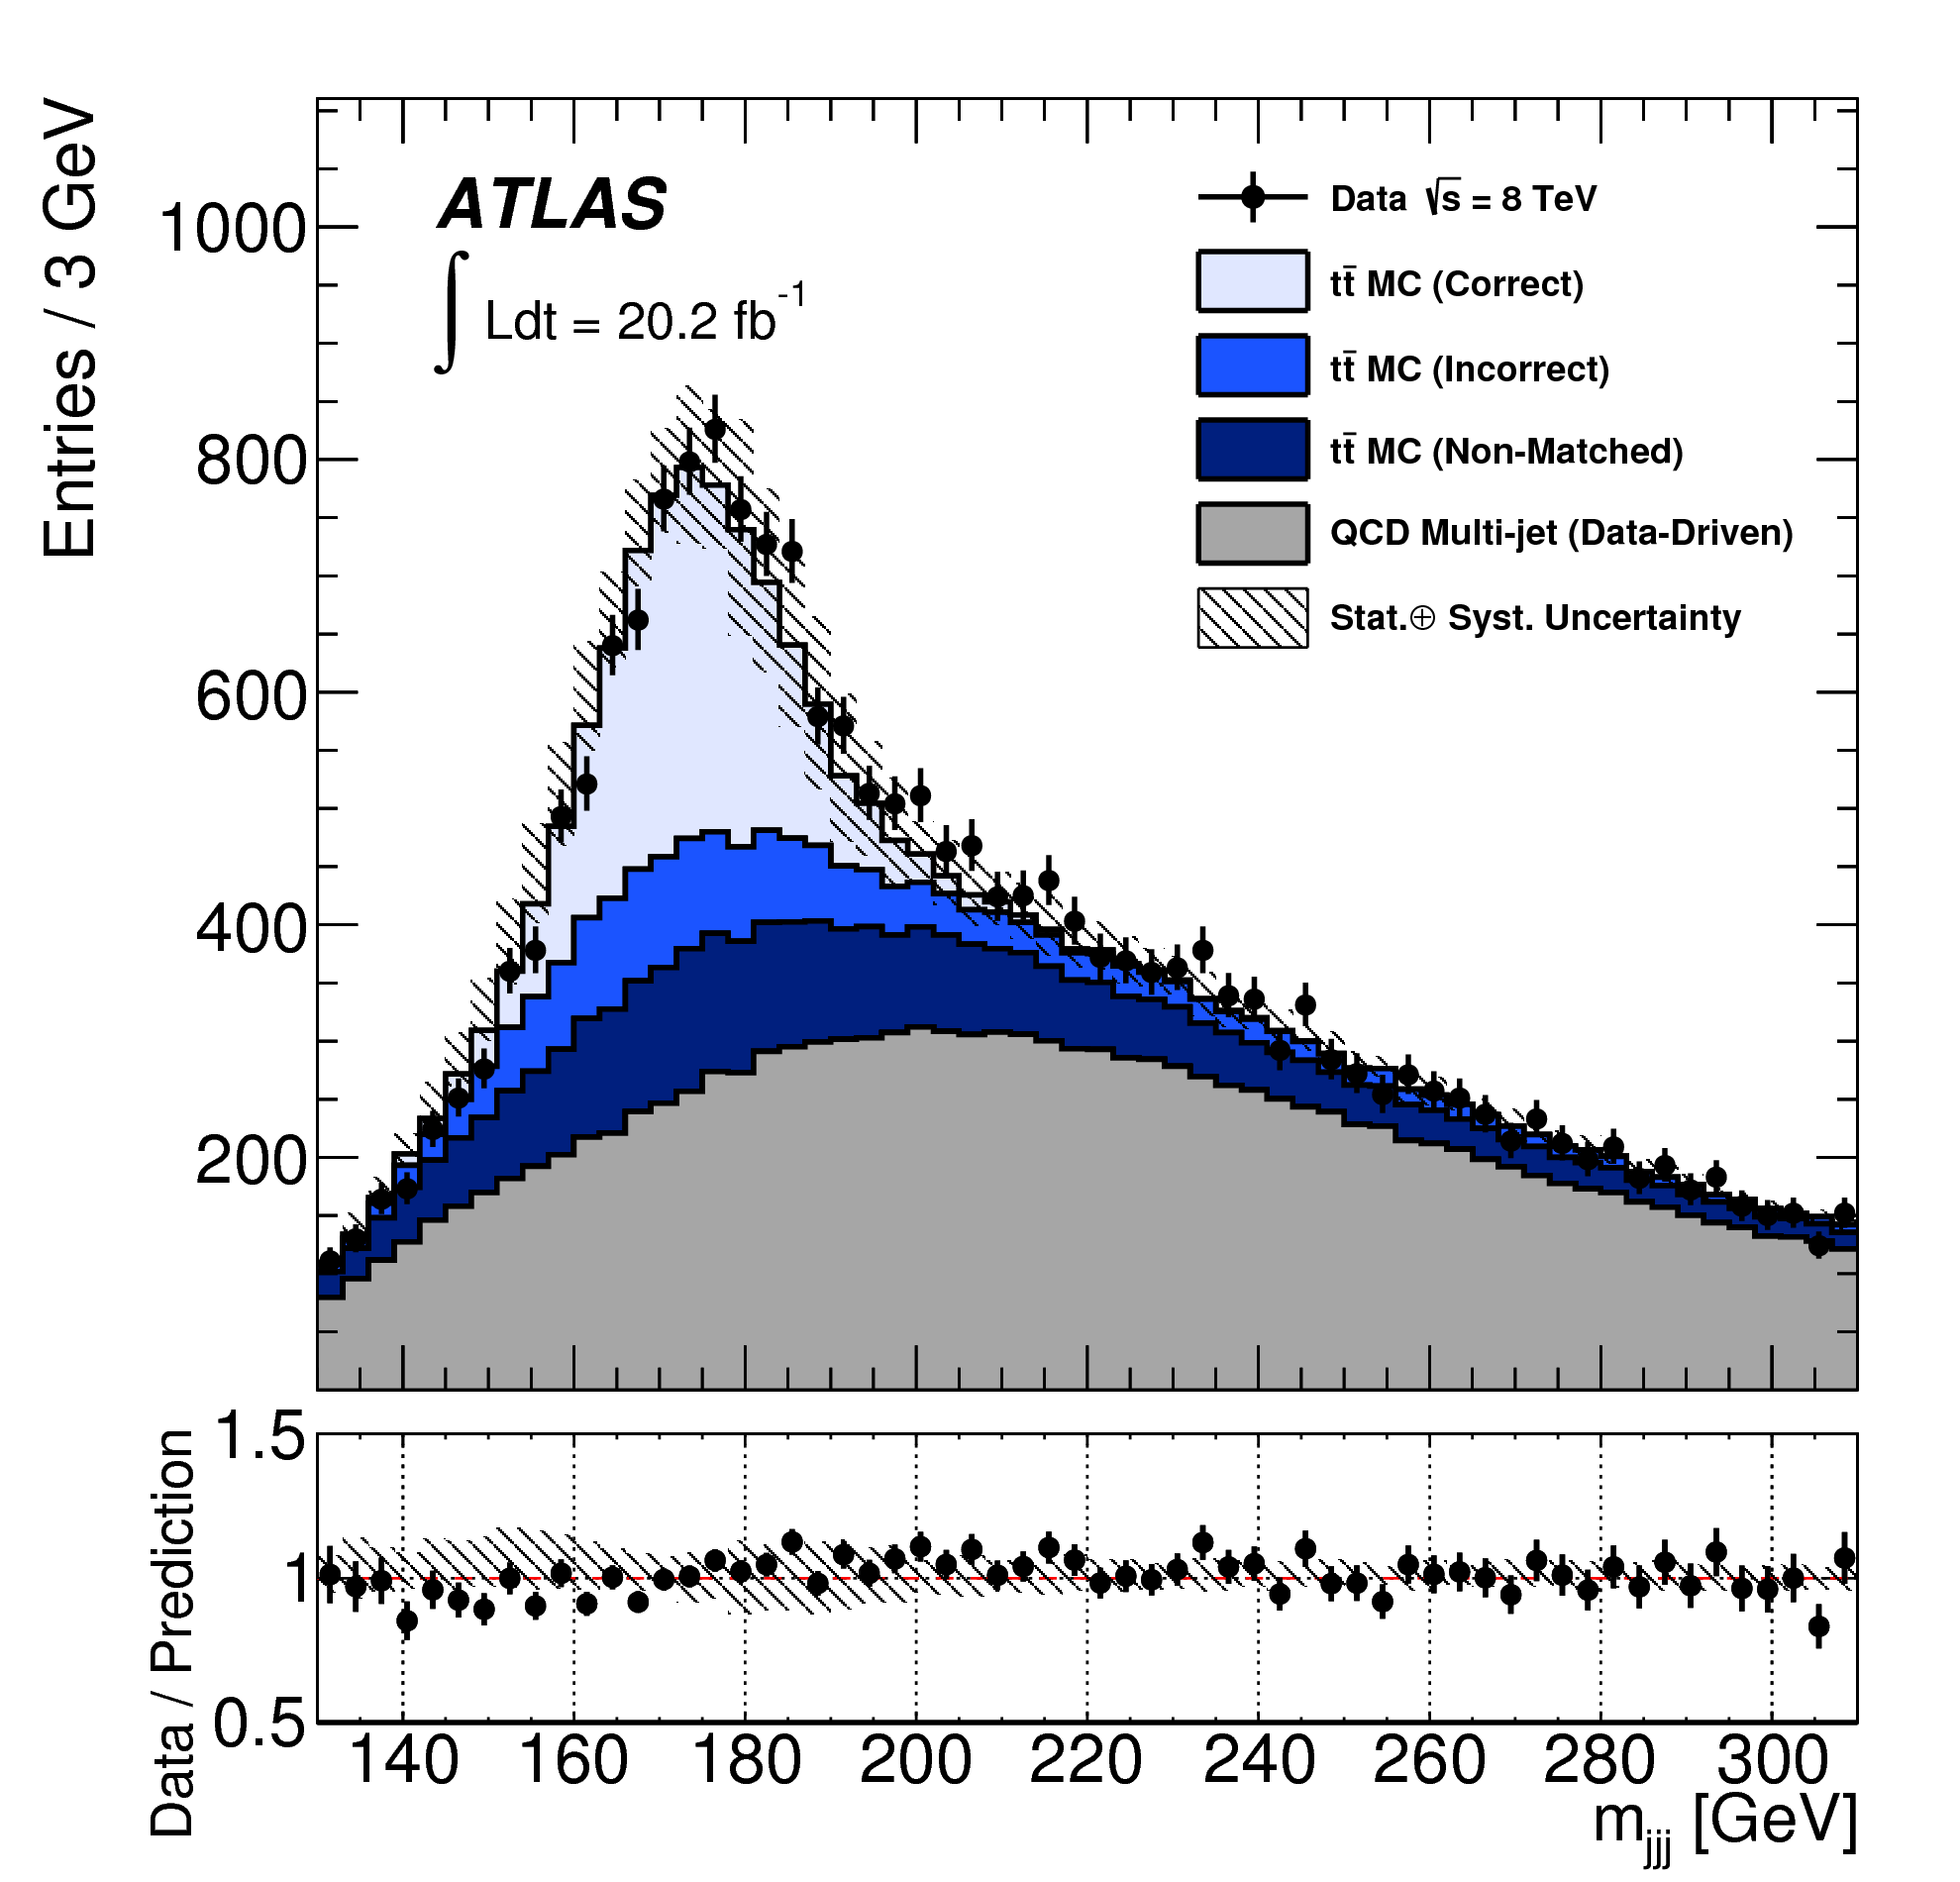 Entries / 3 GeV
1000
800
600
400
200
ATLAS
∫ Ldt = 20.2 fb⁻¹
Data √s = 8 TeV
tt̄ MC (Correct)
tt̄ MC (Incorrect)
tt̄ MC (Non-Matched)
QCD Multi-jet (Data-Driven)
Stat.⊕ Syst. Uncertainty
Data / Prediction
1.5
1
0.5
140 160 180 200 220 240 260 280 300
m_jjj [GeV]